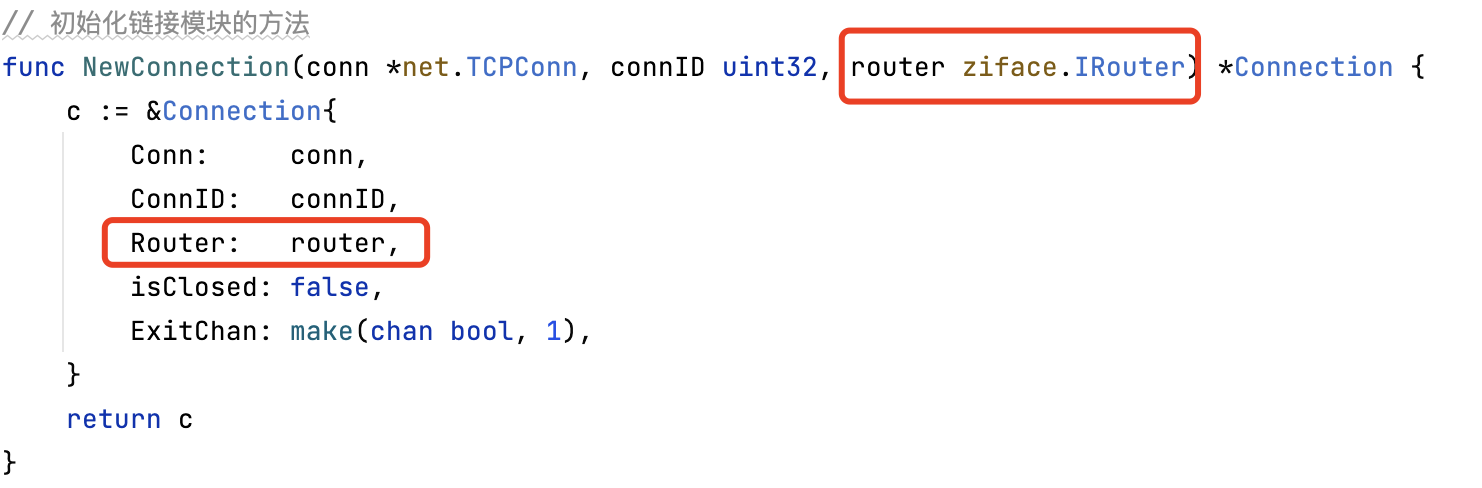 // 初始化链接模块的方法
func NewConnection(conn *net.TCPConn, connID uint32, router ziface.IRouter) *Connection {
    c := &Connection{
        Conn:     conn,
        ConnID:   connID,
        Router:   router,
        isClosed: false,
        ExitChan: make(chan bool, 1),
    }
    return c
}